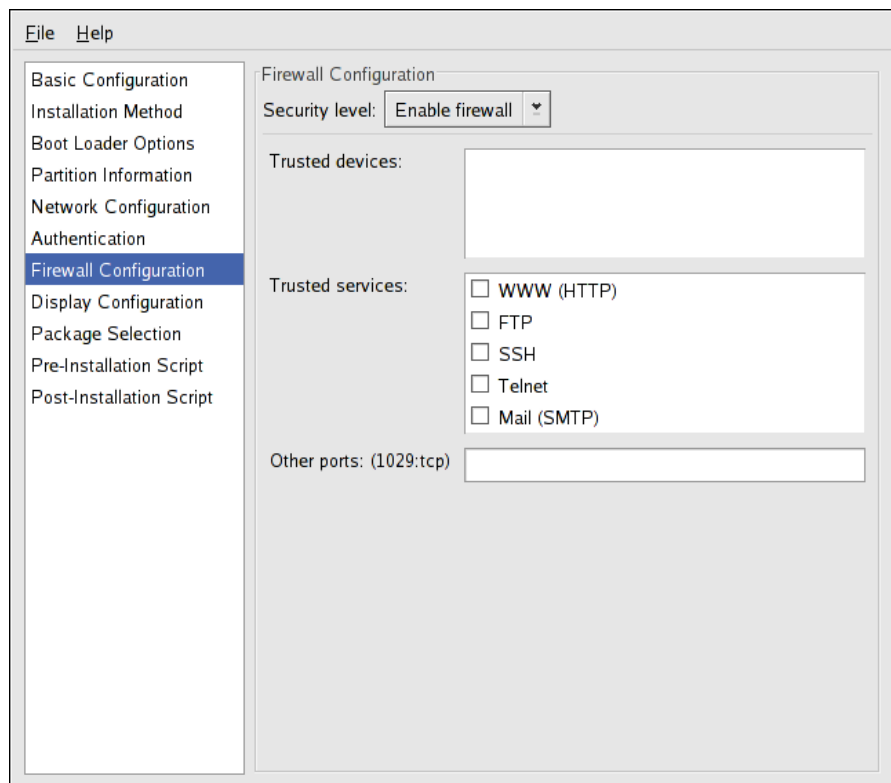 File Help
Basic Configuration
Installation Method
Boot Loader Options
Partition Information
Network Configuration
Authentication
Firewall Configuration
Display Configuration
Package Selection
Pre-Installation Script
Post-Installation Script
Firewall Configuration
Security level: Enable firewall
Trusted devices:
Trusted services:
WWW (HTTP)
FTP
SSH
Telnet
Mail (SMTP)
Other ports: (1029:tcp)